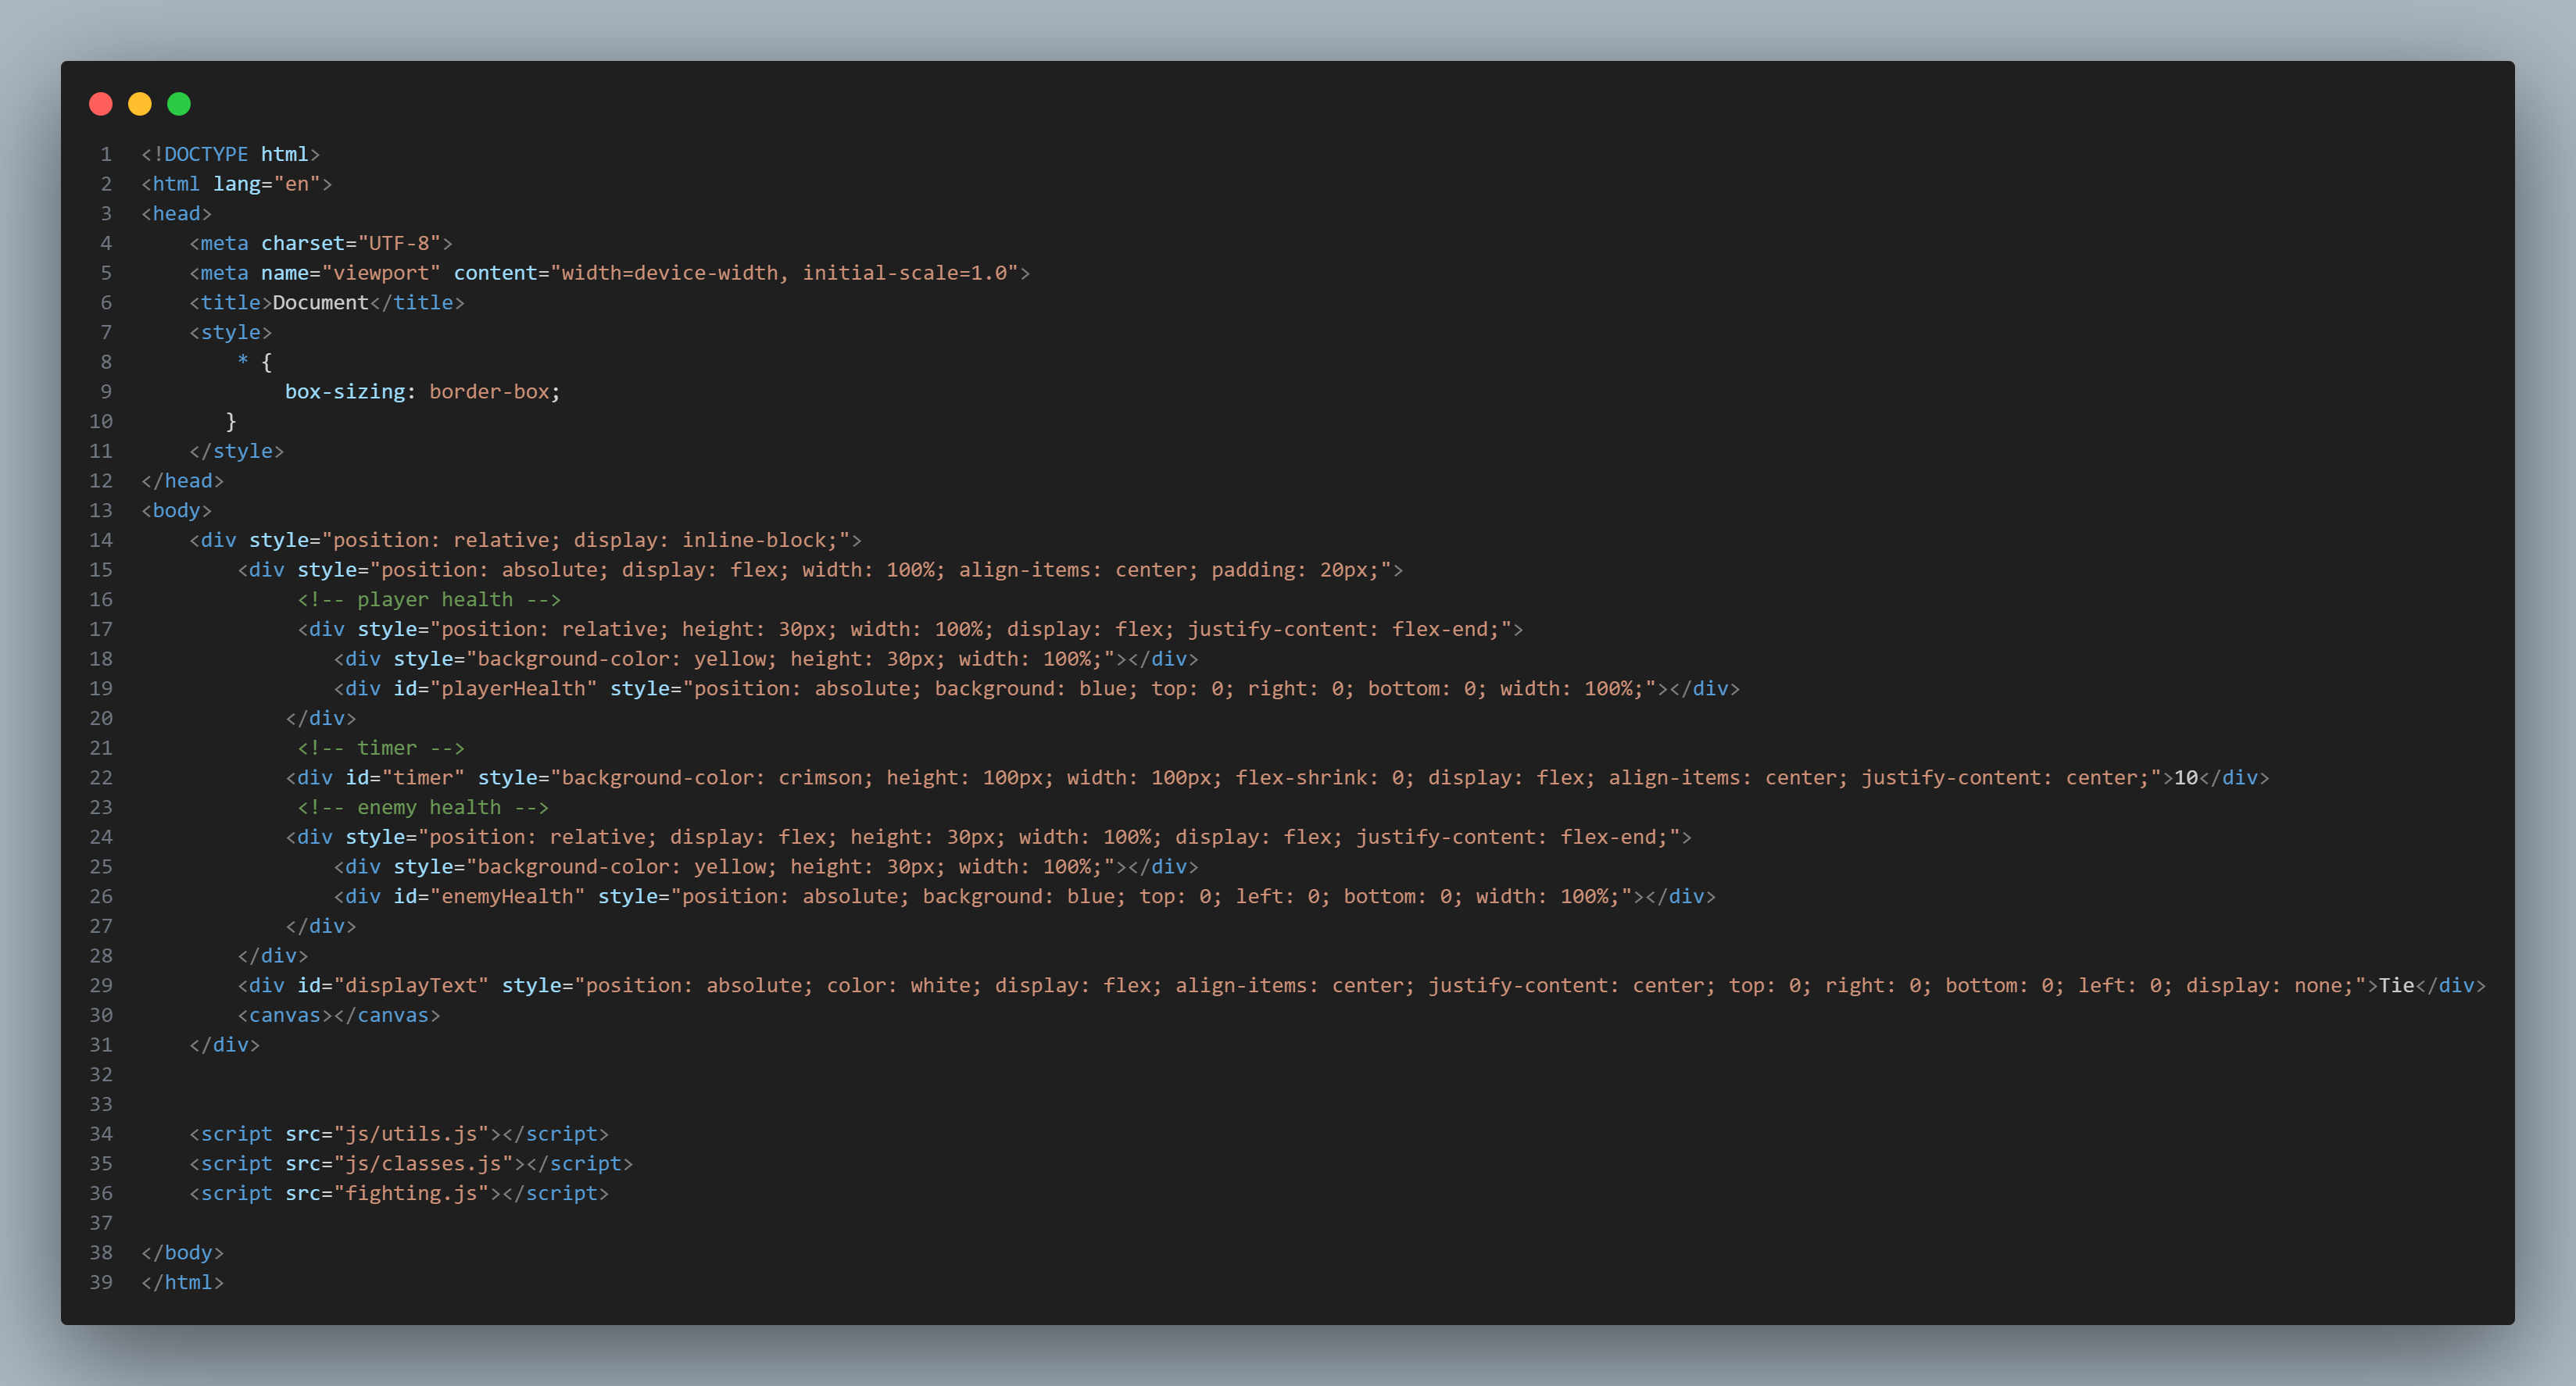 1 <!DOCTYPE html>
2 <html lang="en">
3 <head>
4     <meta charset="UTF-8">
5     <meta name="viewport" content="width=device-width, initial-scale=1.0">
6     <title>Document</title>
7     <style>
8         * {
9             box-sizing: border-box;
10        }
11     </style>
12 </head>
13 <body>
14     <div style="position: relative; display: inline-block;">
15         <div style="position: absolute; display: flex; width: 100%; align-items: center; padding: 20px;">
16              <!-- player health -->
17              <div style="position: relative; height: 30px; width: 100%; display: flex; justify-content: flex-end;">
18                 <div style="background-color: yellow; height: 30px; width: 100%;"></div>
19                 <div id="playerHealth" style="position: absolute; background: blue; top: 0; right: 0; bottom: 0; width: 100%;"></div>
20             </div>
21              <!-- timer -->
22             <div id="timer" style="background-color: crimson; height: 100px; width: 100px; flex-shrink: 0; display: flex; align-items: center; justify-content: center;">10</div>
23              <!-- enemy health -->
24             <div style="position: relative; display: flex; height: 30px; width: 100%; display: flex; justify-content: flex-end;">
25                 <div style="background-color: yellow; height: 30px; width: 100%;"></div>
26                 <div id="enemyHealth" style="position: absolute; background: blue; top: 0; left: 0; bottom: 0; width: 100%;"></div>
27             </div>
28         </div>
29         <div id="displayText" style="position: absolute; color: white; display: flex; align-items: center; justify-content: center; top: 0; right: 0; bottom: 0; left: 0; display: none;">Tie</div>
30         <canvas></canvas>
31     </div>
32
33
34     <script src="js/utils.js"></script>
35     <script src="js/classes.js"></script>
36     <script src="fighting.js"></script>
37
38 </body>
39 </html>